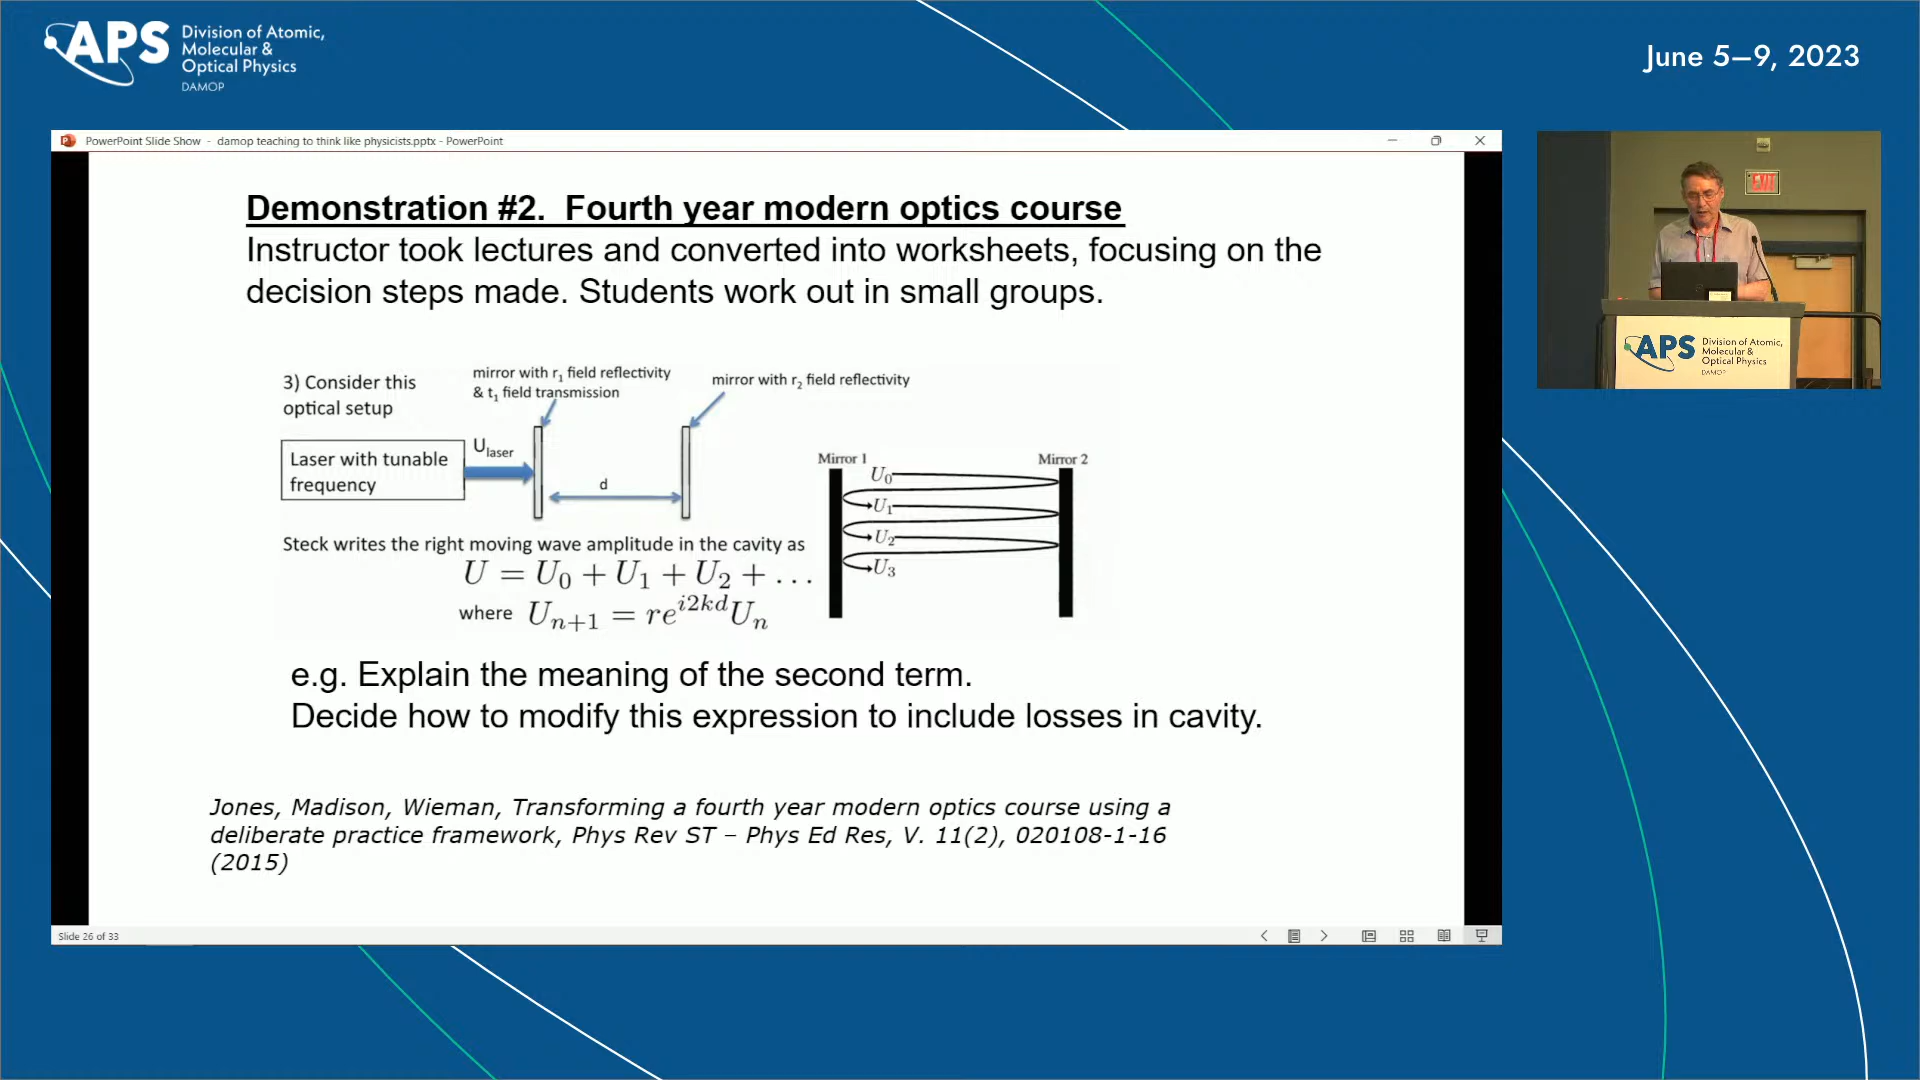 APS
Division of Atomic,
Molecular &
Optical Physics
DAMOP
June 5–9, 2023
PowerPoint Slide Show - damop teaching to think like physicists.pptx - PowerPoint
Demonstration #2. Fourth year modern optics course
Instructor took lectures and converted into worksheets, focusing on the
decision steps made. Students work out in small groups.
3) Consider this
optical setup
mirror with r₁ field reflectivity
& t₁ field transmission
mirror with r₂ field reflectivity
Laser with tunable
frequency
U_laser
d
Mirror 1
Mirror 2
U₀
U₁
U₂
U₃
Steck writes the right moving wave amplitude in the cavity as
U = U₀ + U₁ + U₂ + ...
where U_{n+1} = re^{i2kd}U_n
e.g. Explain the meaning of the second term.
Decide how to modify this expression to include losses in cavity.
Jones, Madison, Wieman, Transforming a fourth year modern optics course using a
deliberate practice framework, Phys Rev ST – Phys Ed Res, V. 11(2), 020108-1-16
(2015)
Slide 26 of 33
EXIT
APS
Division of Atomic,
Molecular &
Optical Physics
DAMOP